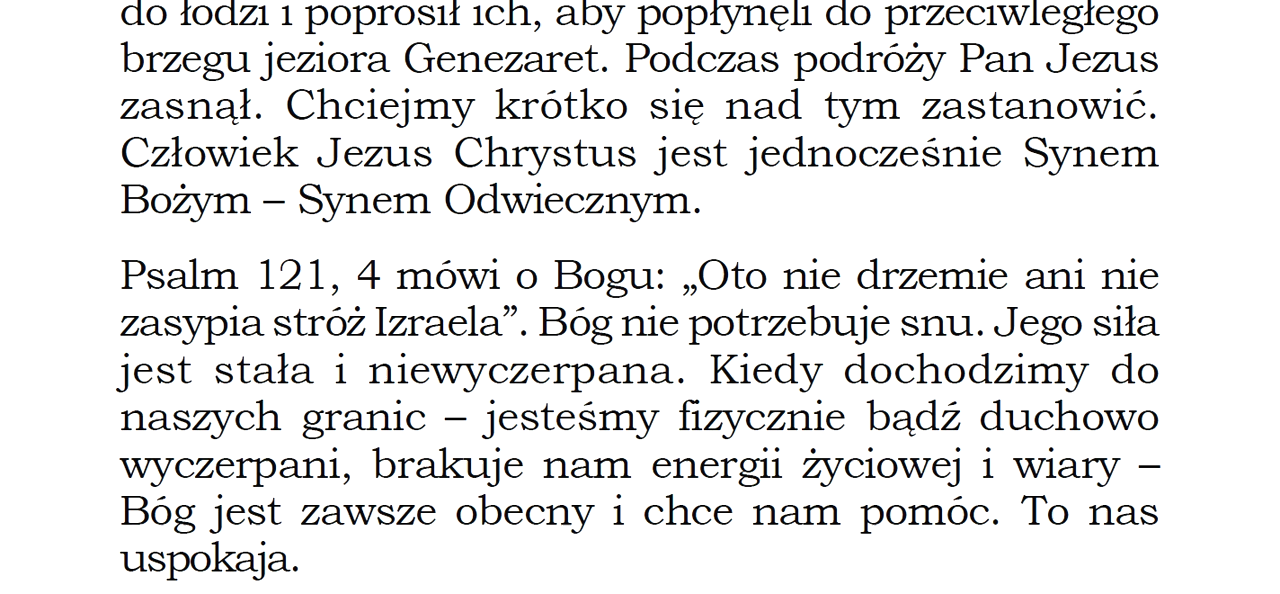 do łodzi i poprosił ich, aby popłynęli do przeciwległego
brzegu jeziora Genezaret. Podczas podróży Pan Jezus
zasnął. Chciejmy krótko się nad tym zastanowić.
Człowiek Jezus Chrystus jest jednocześnie Synem
Bożym – Synem Odwiecznym.
Psalm 121, 4 mówi o Bogu: „Oto nie drzemie ani nie
zasypia stróż Izraela”. Bóg nie potrzebuje snu. Jego siła
jest stała i niewyczerpana. Kiedy dochodzimy do
naszych granic – jesteśmy fizycznie bądź duchowo
wyczerpani, brakuje nam energii życiowej i wiary –
Bóg jest zawsze obecny i chce nam pomóc. To nas
uspokaja.